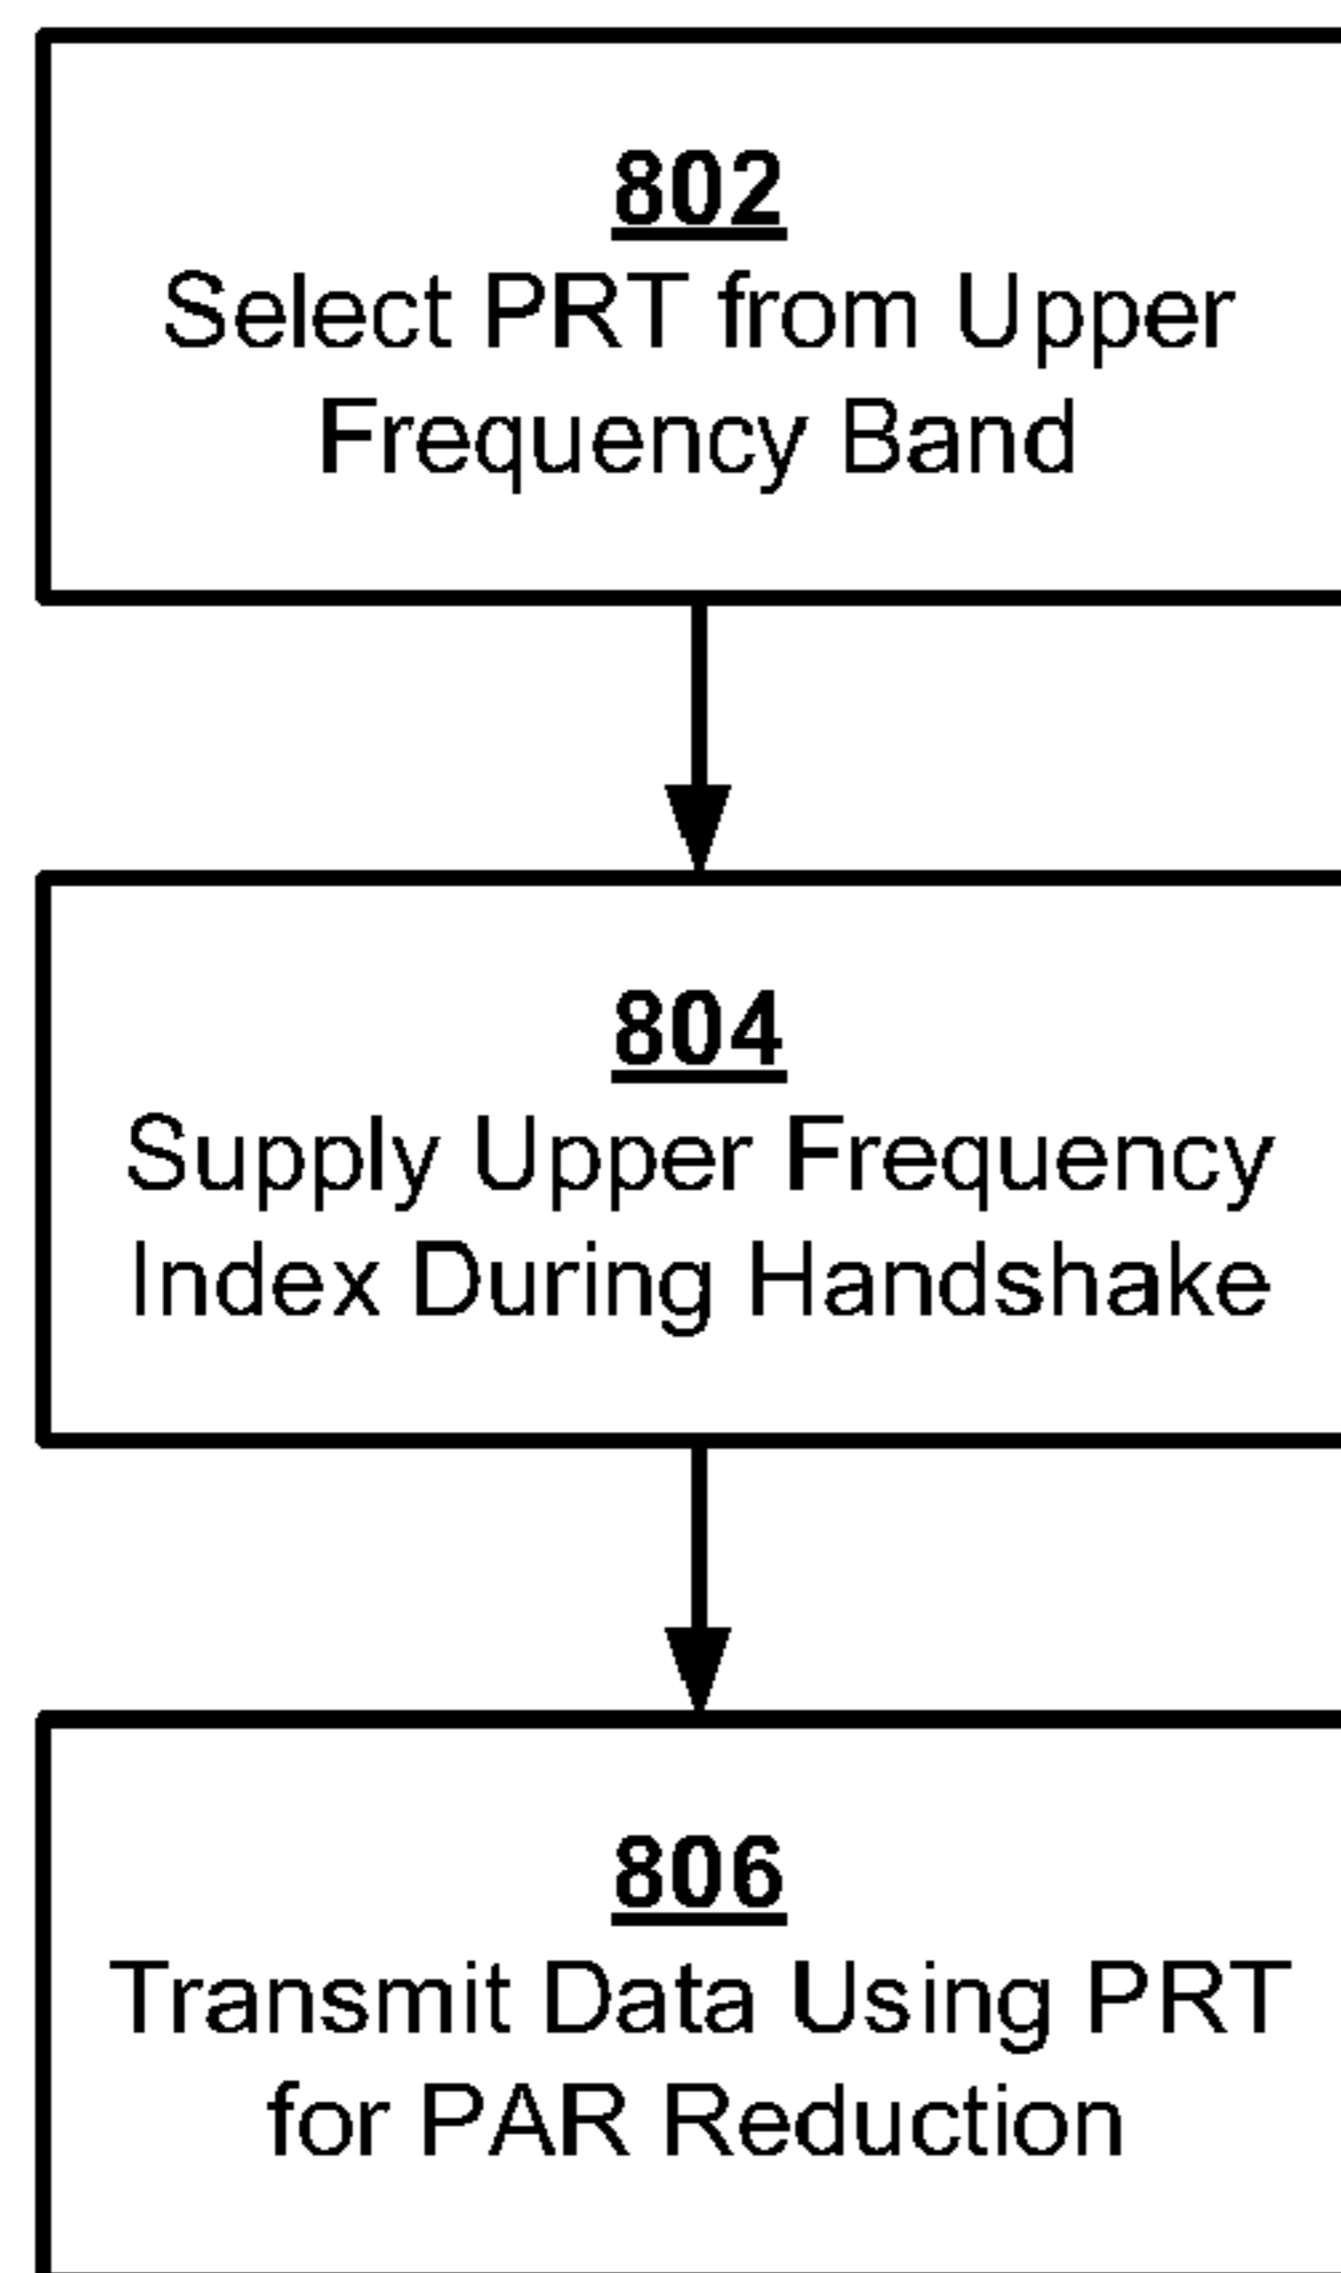 802
Select PRT from Upper
Frequency Band
804
Supply Upper Frequency
Index During Handshake
806
Transmit Data Using PRT
for PAR Reduction